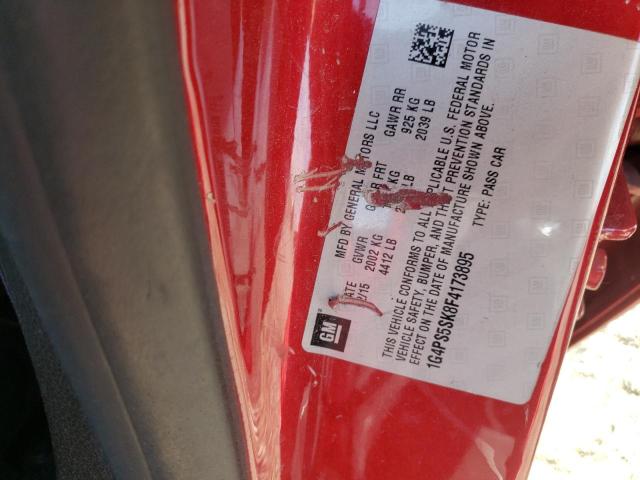 GM
MFD BY GENERAL MOTORS LLC
GVWR GAWR RR
2002 KG KG 925 KG
4412 LB LB 2039 LB
THIS VEHICLE CONFORMS TO ALL APPLICABLE U.S. FEDERAL MOTOR
VEHICLE SAFETY, BUMPER, AND THEFT PREVENTION STANDARDS IN
EFFECT ON THE DATE OF MANUFACTURE SHOWN ABOVE.
1G4PS5SK8F4173895 TYPE: PASS CAR